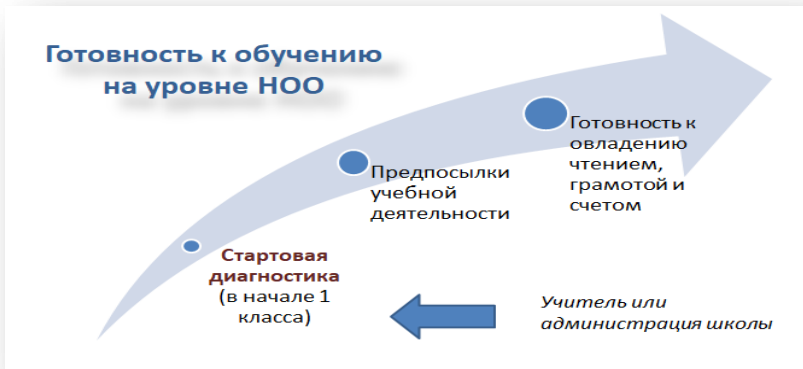 Готовность к обучению
на уровне НОО
Готовность к
овладению
чтением,
грамотой и
счетом
Предпосылки
учебной
деятельности
Стартовая
диагностика
(в начале 1
класса)
Учитель или
администрация школы